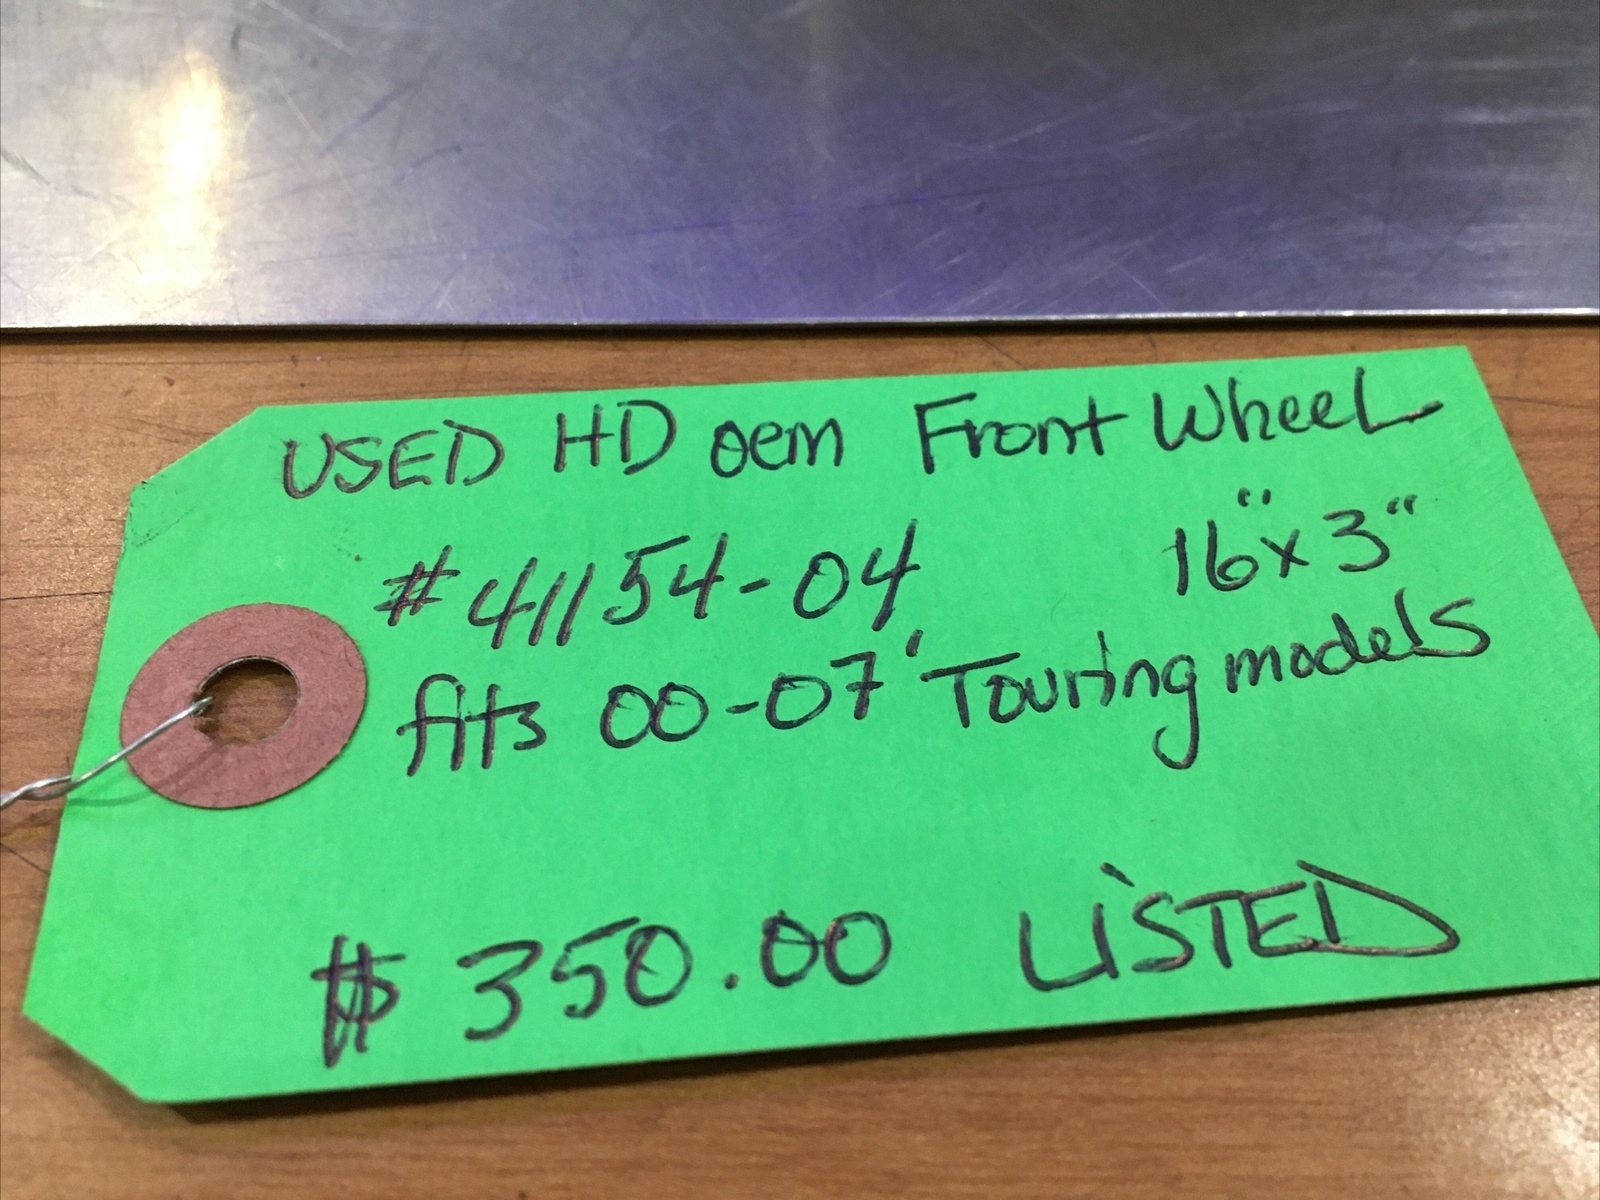 USED HD oem Front Wheel
#41154-04 16"x3"
fits 00-07' Touring models
$350.00 LiSTED